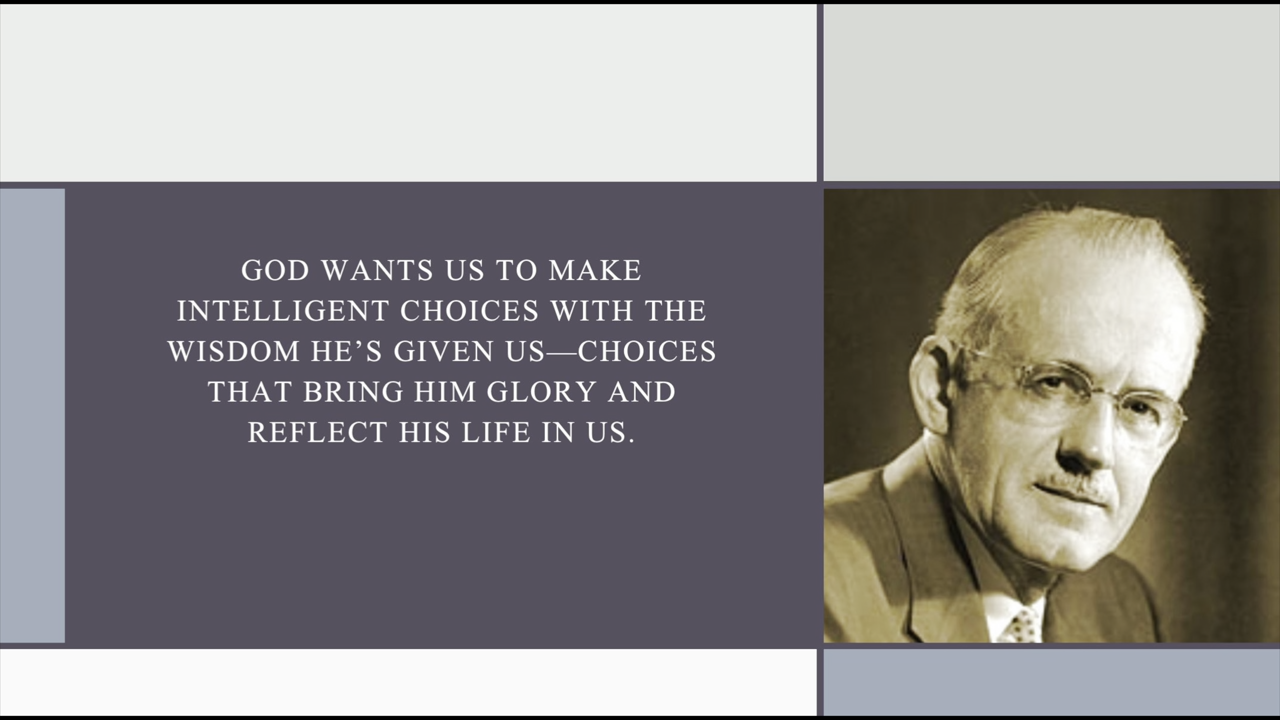 GOD WANTS US TO MAKE
INTELLIGENT CHOICES WITH THE
WISDOM HE’S GIVEN US—CHOICES
THAT BRING HIM GLORY AND
REFLECT HIS LIFE IN US.